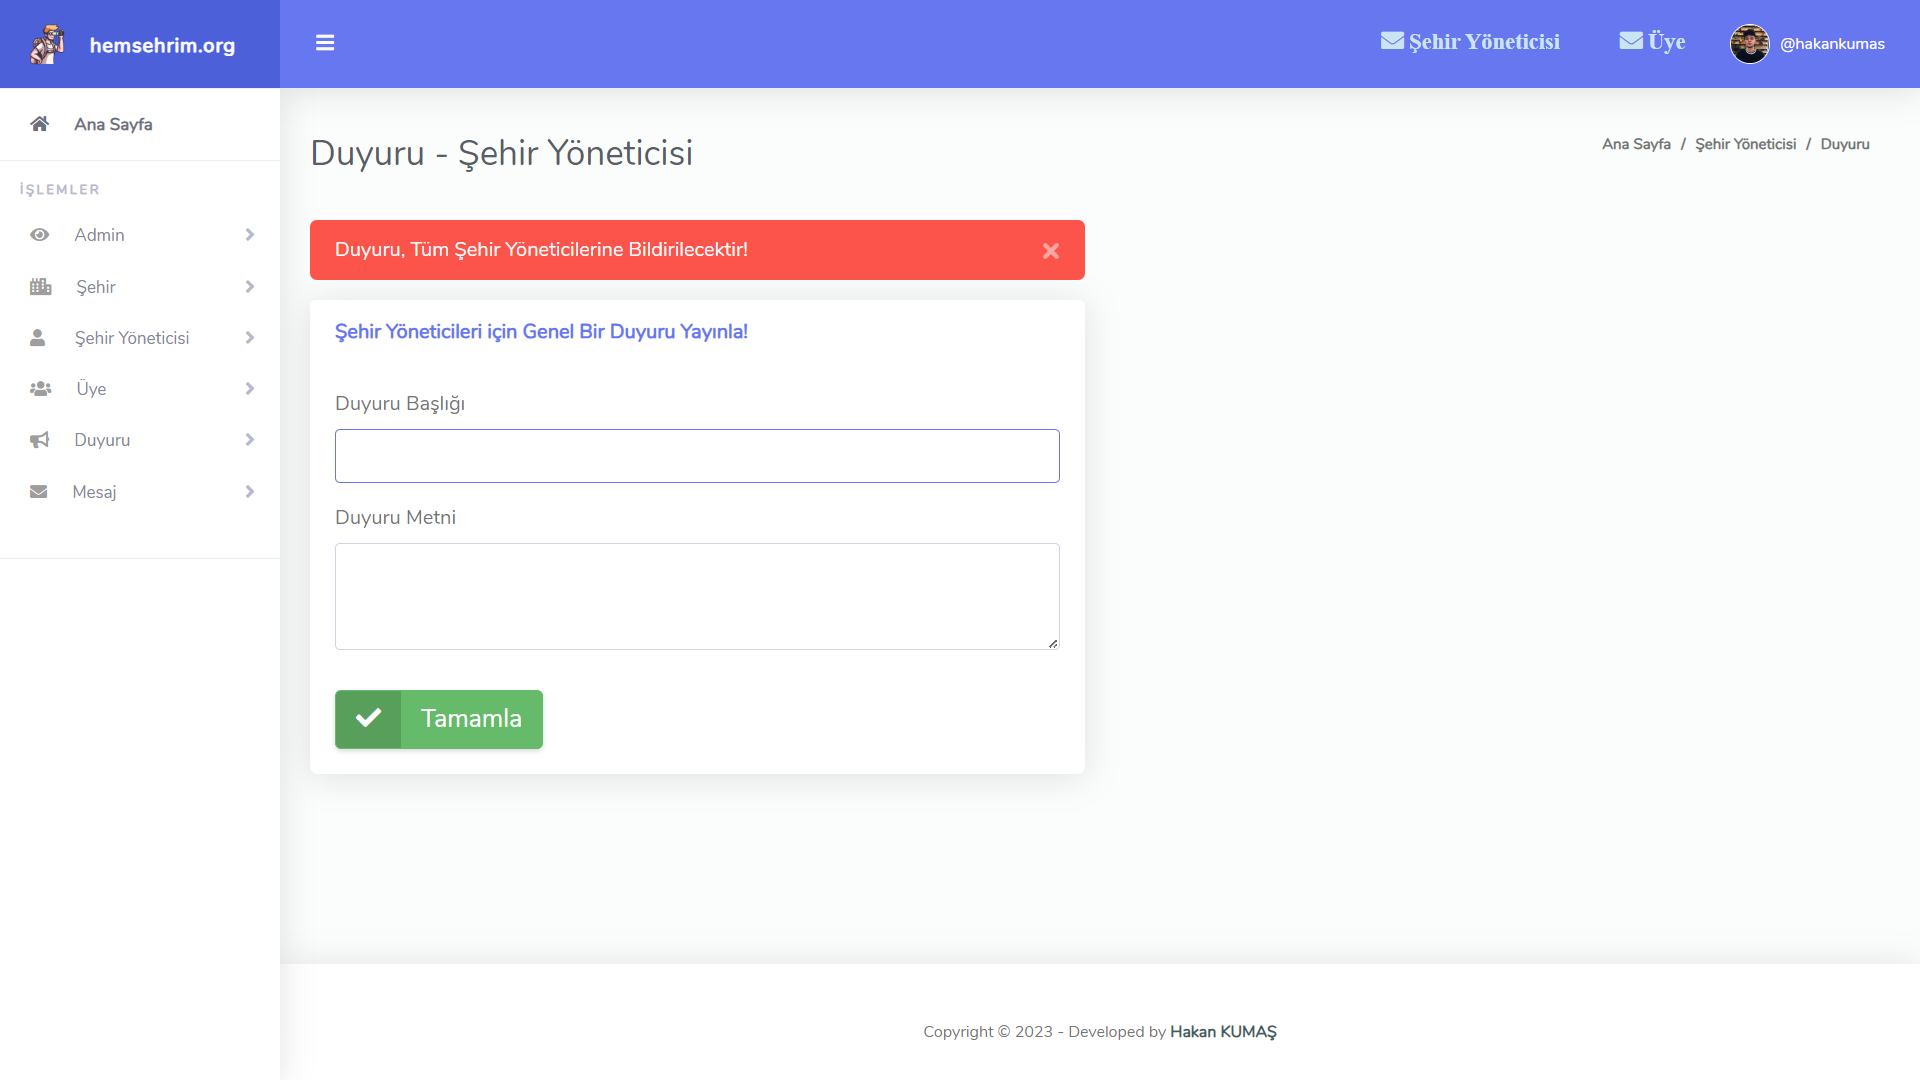 hemsehrim.org
Şehir Yöneticisi
Üye
@hakankumas
Ana Sayfa
İŞLEMLER
Admin
Şehir
Şehir Yöneticisi
Üye
Duyuru
Mesaj
Duyuru - Şehir Yöneticisi
Ana Sayfa / Şehir Yöneticisi / Duyuru
Duyuru, Tüm Şehir Yöneticilerine Bildirilecektir!
Şehir Yöneticileri için Genel Bir Duyuru Yayınla!
Duyuru Başlığı
Duyuru Metni
Tamamla
Copyright © 2023 - Developed by Hakan KUMAŞ